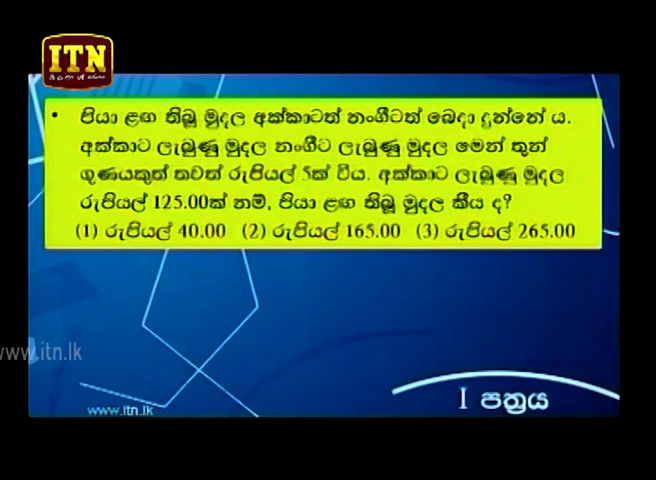 ITN
• පියා ළඟ තිබූ මුදල අක්කාටත් නංගීටත් බෙදා දුන්නේ ය.
අක්කාට ලැබුණු මුදල නංගීට ලැබුණු මුදල මෙන් තුන්
ගුණයකුත් තවත් රුපියල් 5ක් විය. අක්කාට ලැබුණු මුදල
රුපියල් 125.00ක් නම්, පියා ළඟ තිබූ මුදල කීය ද?
(1) රුපියල් 40.00 (2) රුපියල් 165.00 (3) රුපියල් 265.00
www.itn.lk
I පත්‍රය
www.itn.lk